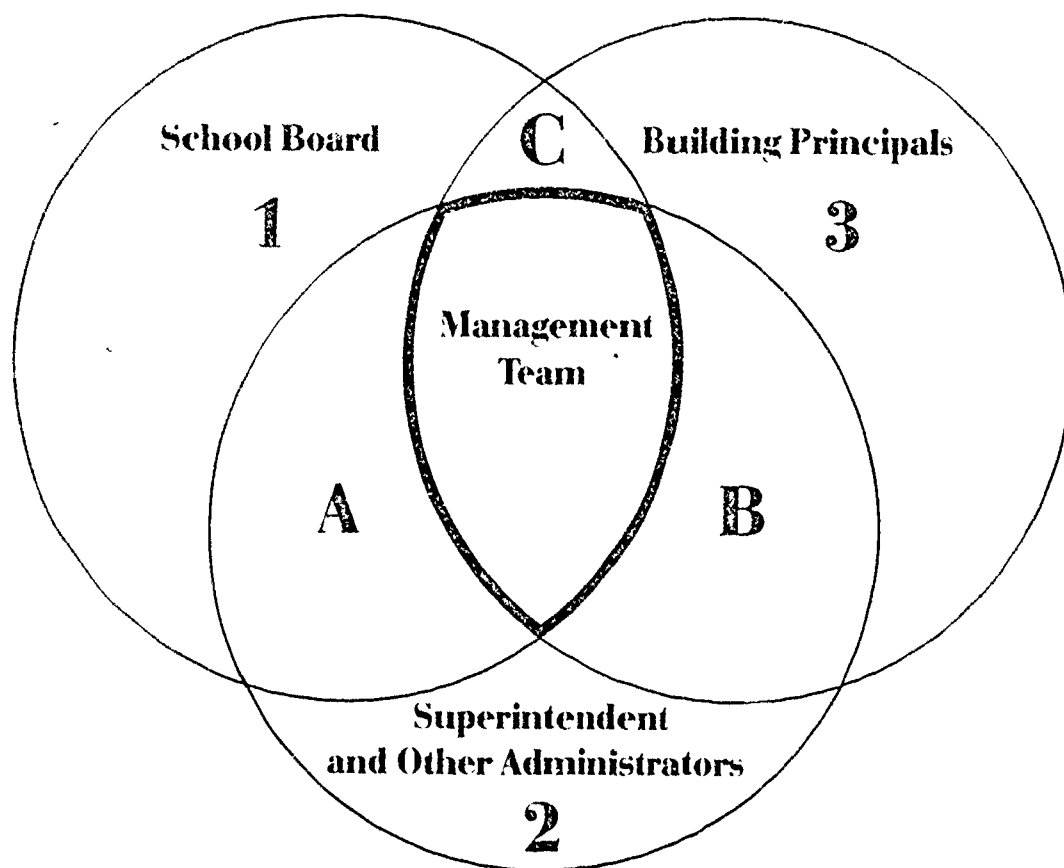 C
School Board
Building Principals
1
3
Management
Team
A
B
Superintendent
and Other Administrators
2